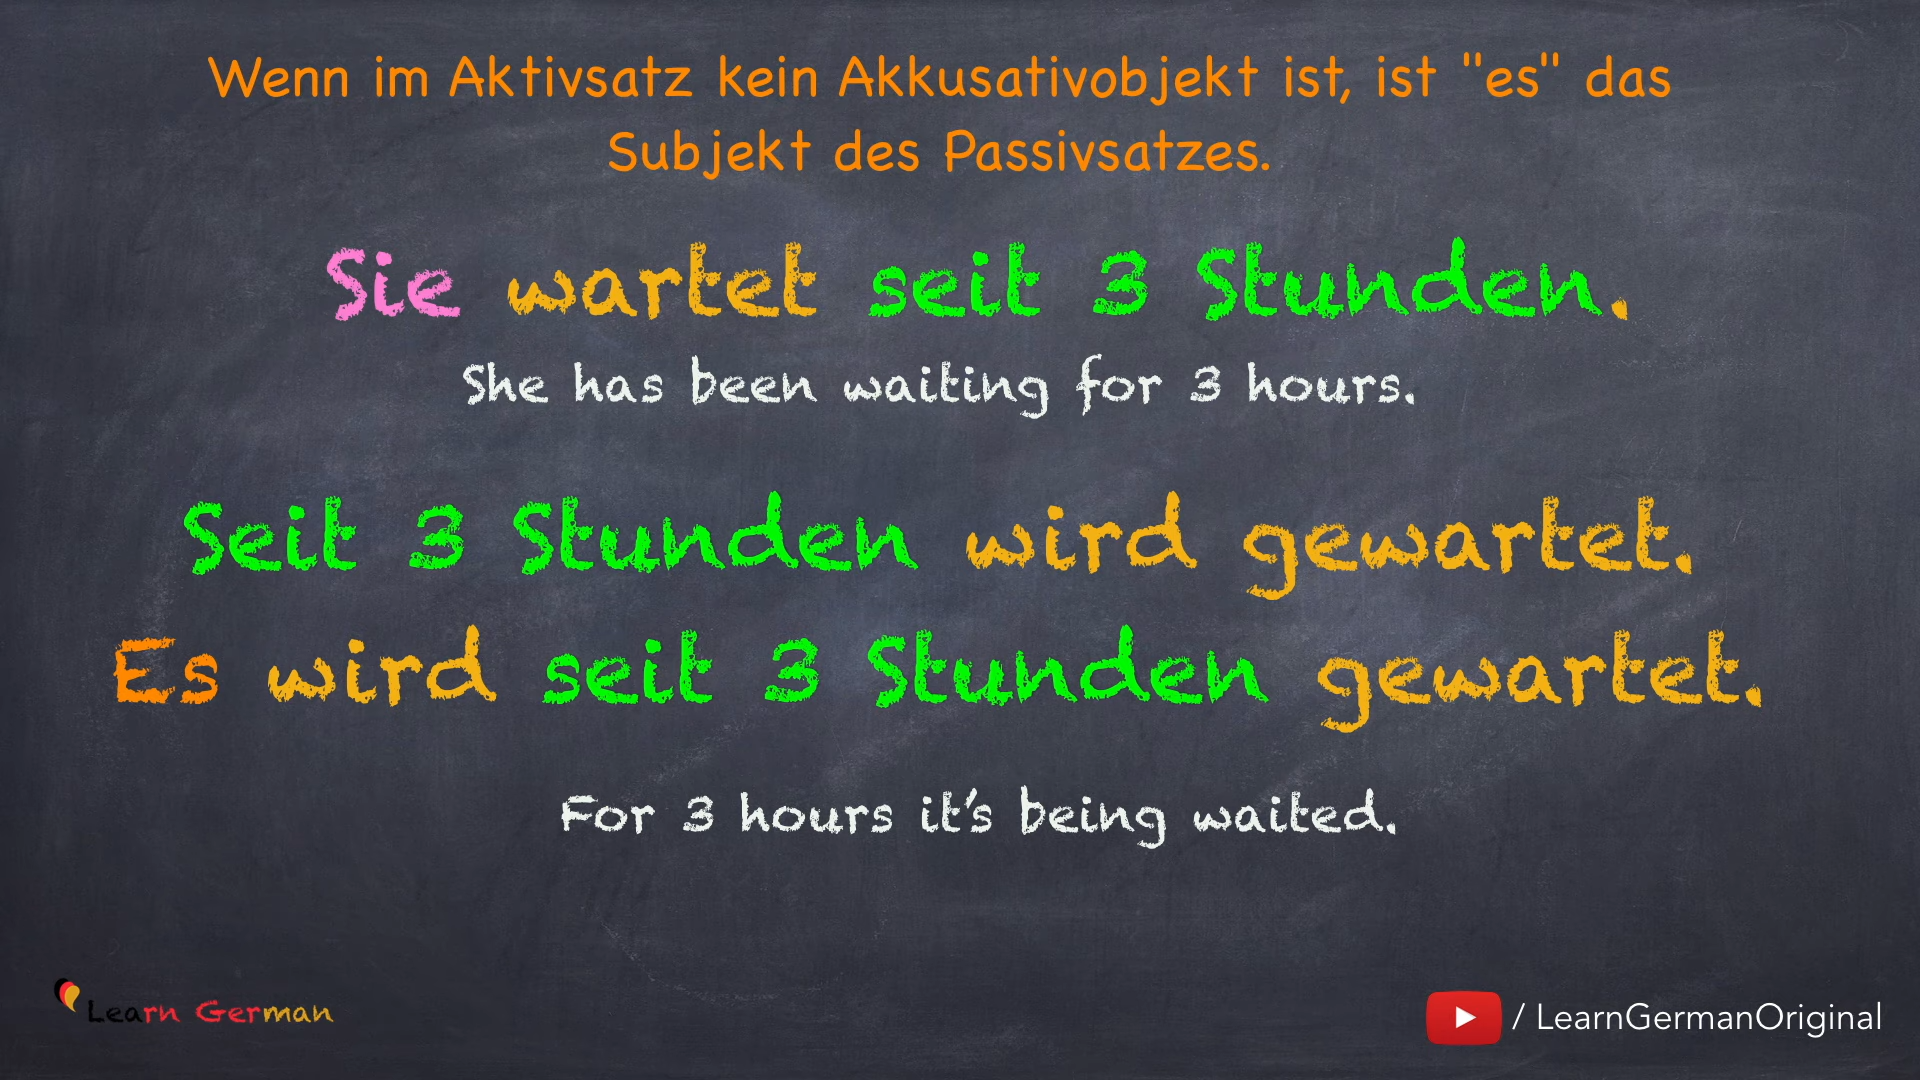 Wenn im Aktivsatz kein Akkusativobjekt ist, ist "es" das
Subjekt des Passivsatzes.
Sie wartet seit 3 Stunden.
She has been waiting for 3 hours.
Seit 3 Stunden wird gewartet.
Es wird seit 3 Stunden gewartet.
For 3 hours it's being waited.
Learn German
/ LearnGermanOriginal